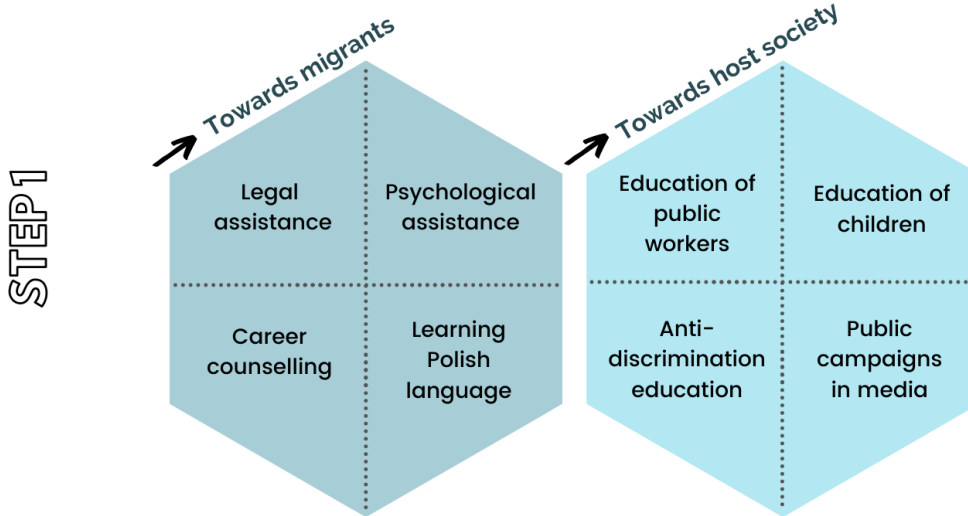 STEP 1
Towards migrants
Legal
assistance
Psychological
assistance
Career
counselling
Learning
Polish
language
Towards host society
Education of
public
workers
Education of
children
Anti-
discrimination
education
Public
campaigns
in media